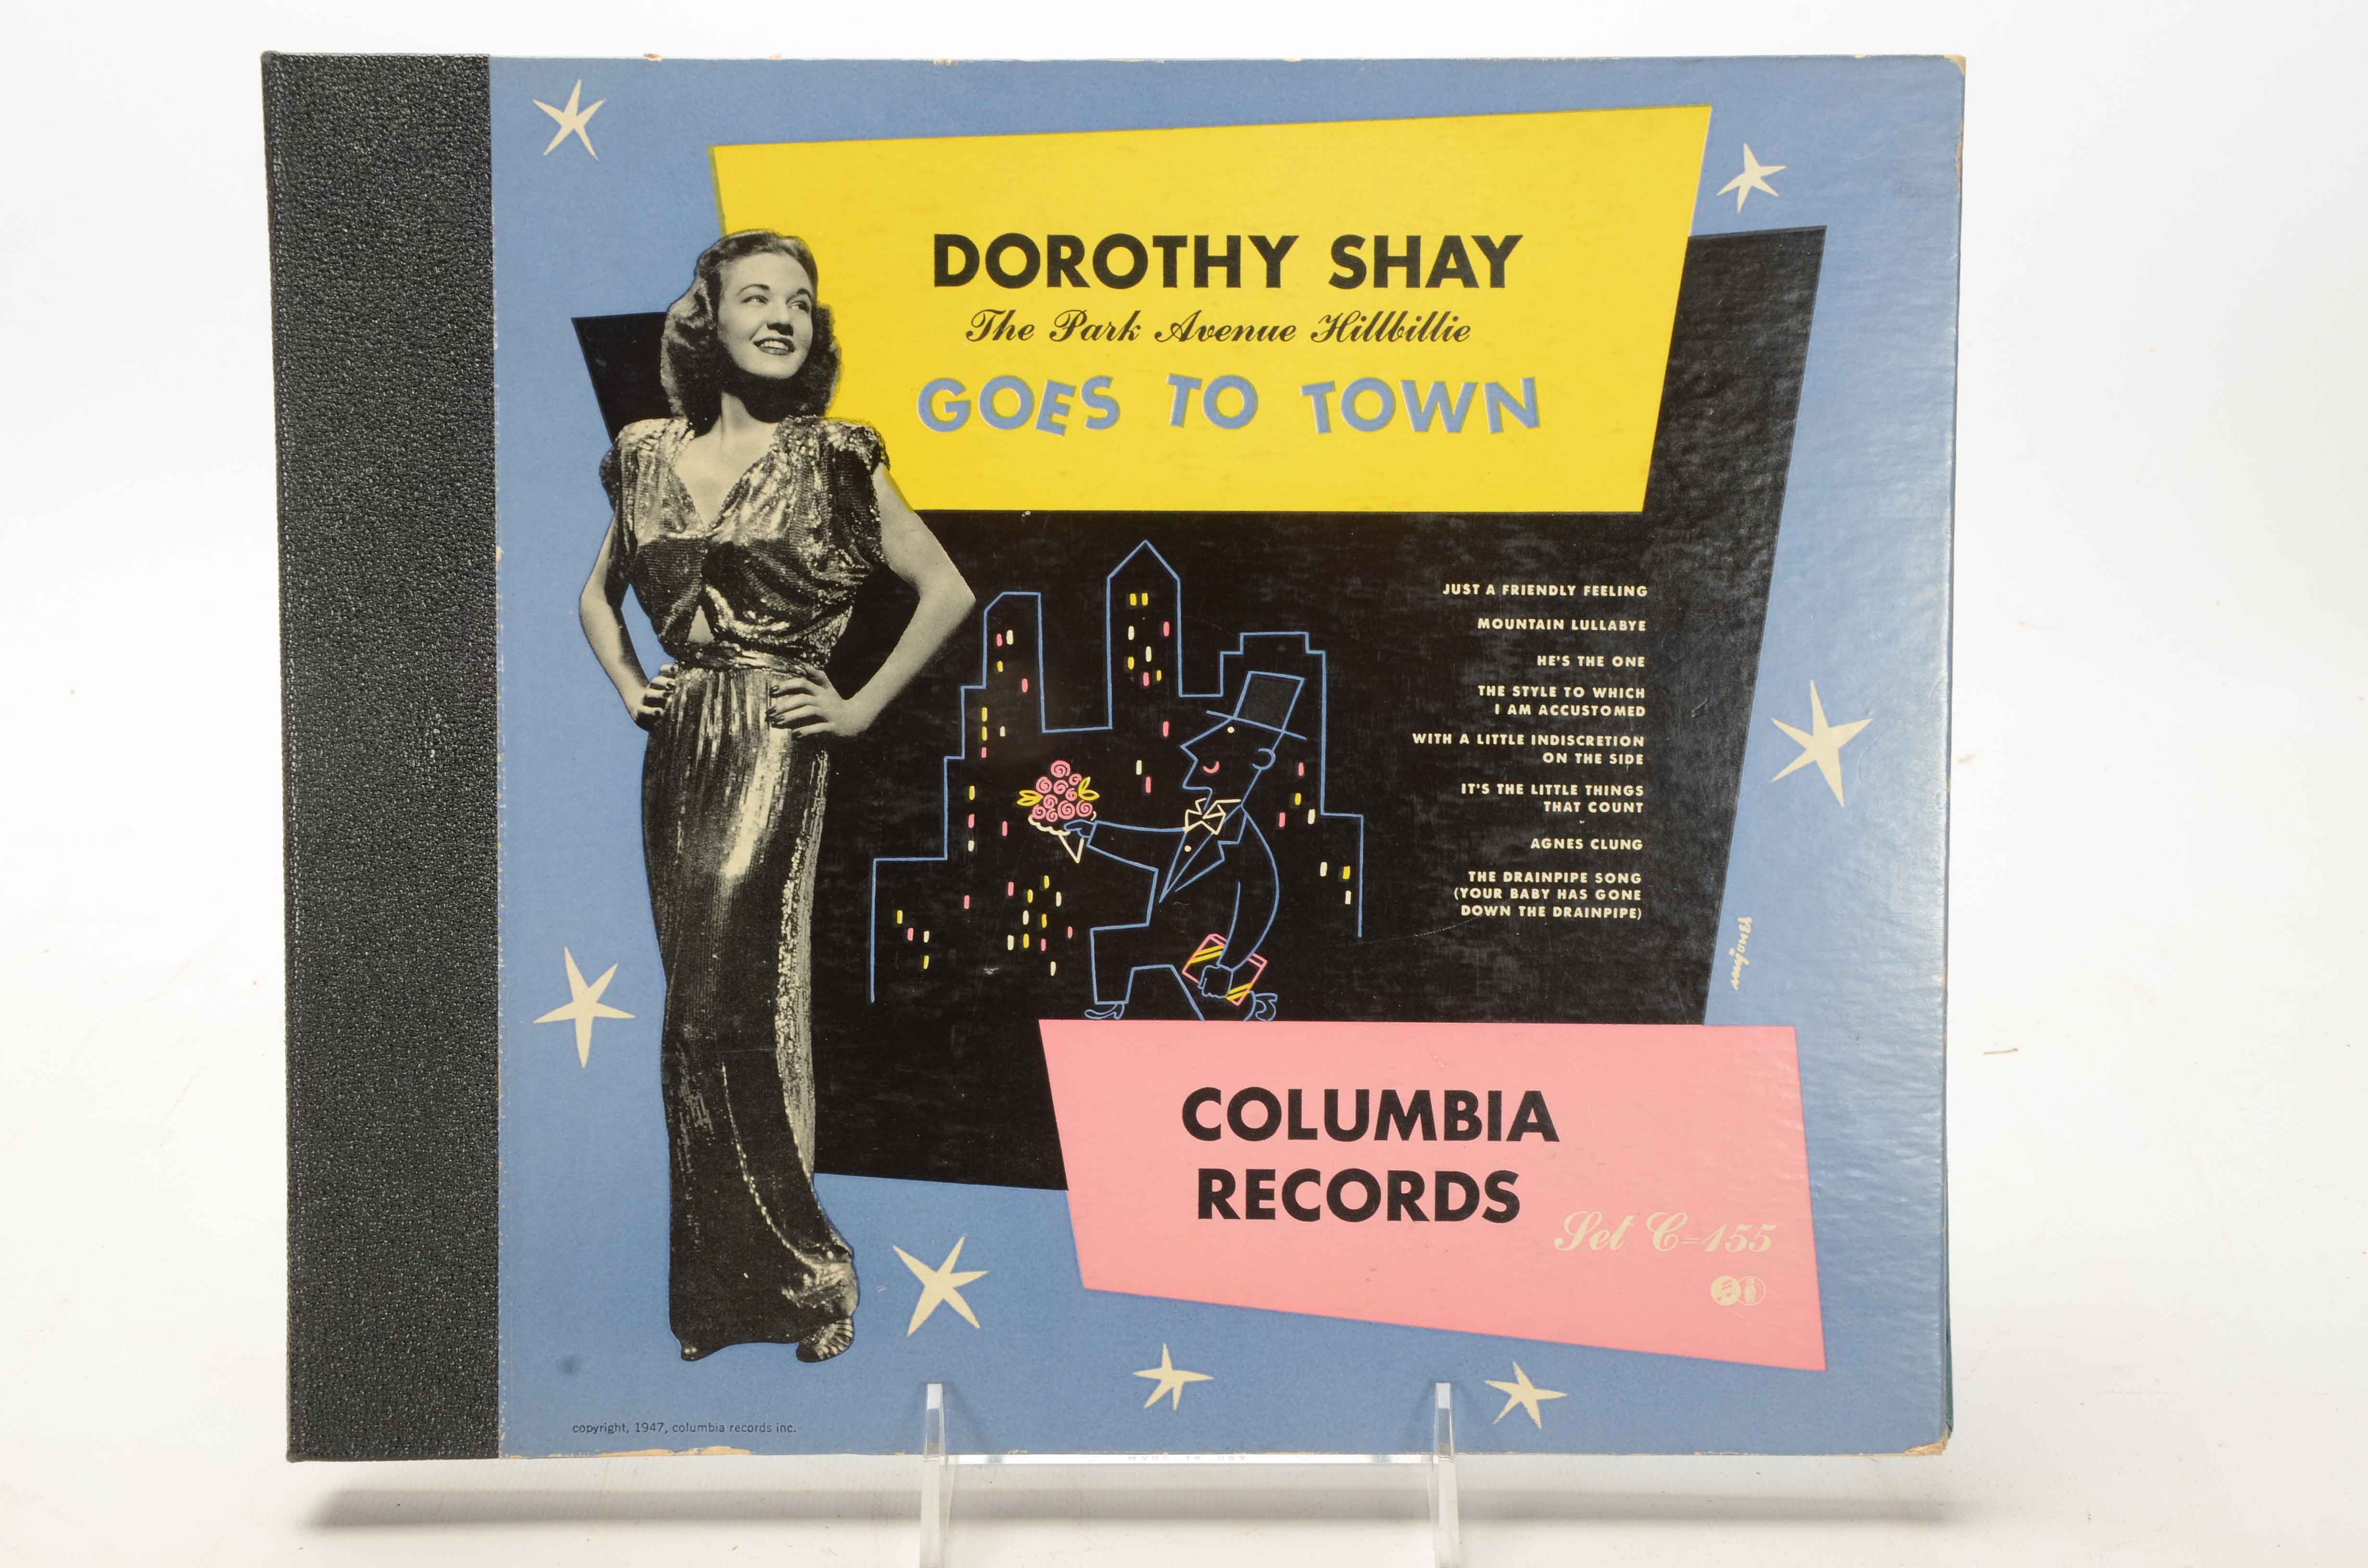 DOROTHY SHAY
The Park Avenue Hillbillie
GOES TO TOWN
JUST A FRIENDLY FEELING
MOUNTAIN LULLABYE
HE'S THE ONE
THE STYLE TO WHICH
I AM ACCUSTOMED
WITH A LITTLE INDISCRETION
ON THE SIDE
IT'S THE LITTLE THINGS
THAT COUNT
AGNES CLUNG
THE DRAINPIPE SONG
(YOUR BABY HAS GONE
DOWN THE DRAINPIPE)
COLUMBIA
RECORDS
Set C-155
copyright, 1947, columbia records inc.